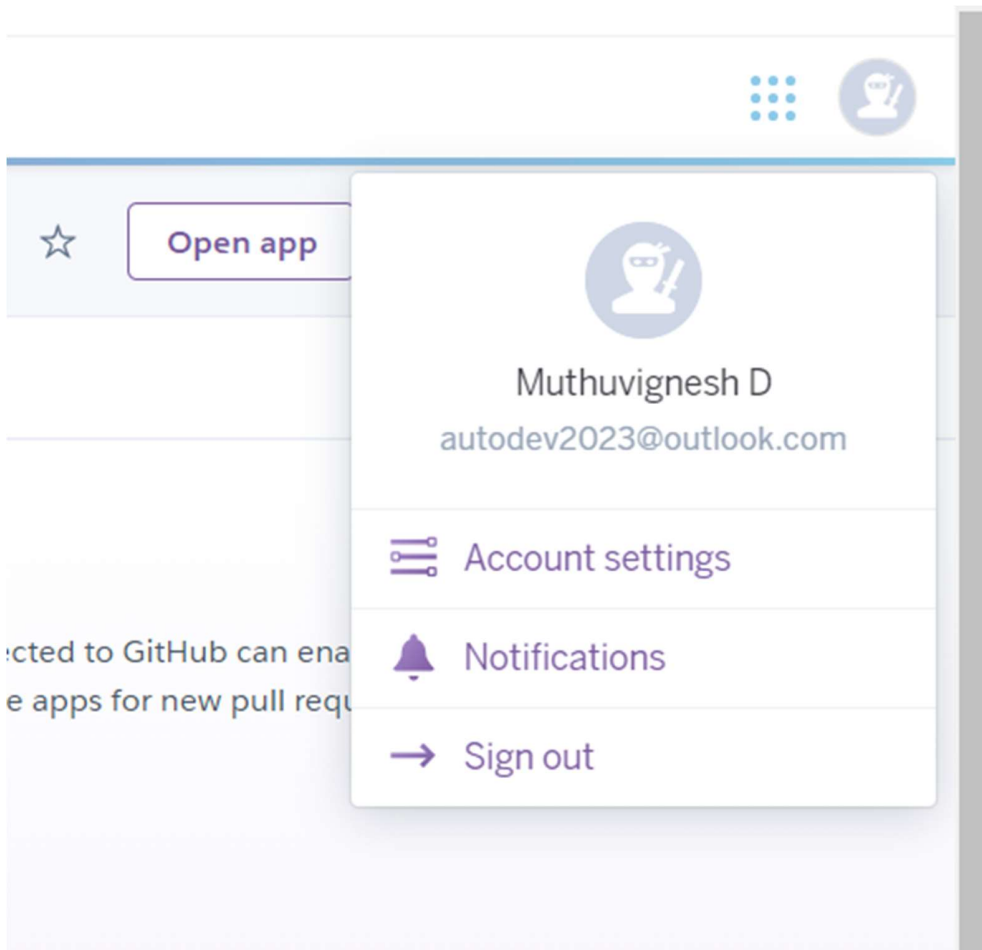 Open app
Muthuvignesh D
autodev2023@outlook.com
Account settings
ected to GitHub can ena
Notifications
e apps for new pull requ
Sign out